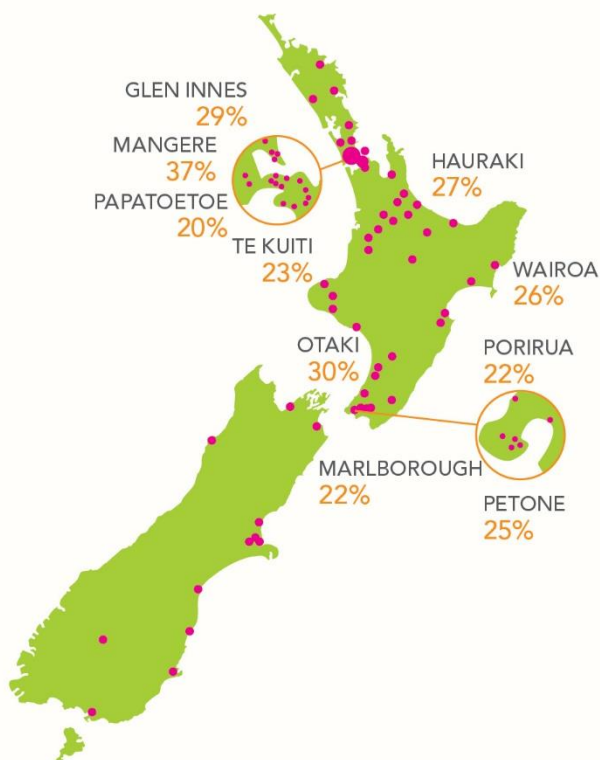 GLEN INNES
29%
MANGERE
37%
PAPATOETOE
20%
TE KUITI
23%
HAURAKI
27%
WAIROA
26%
OTAKI
30%
PORIRUA
22%
MARLBOROUGH
22%
PETONE
25%